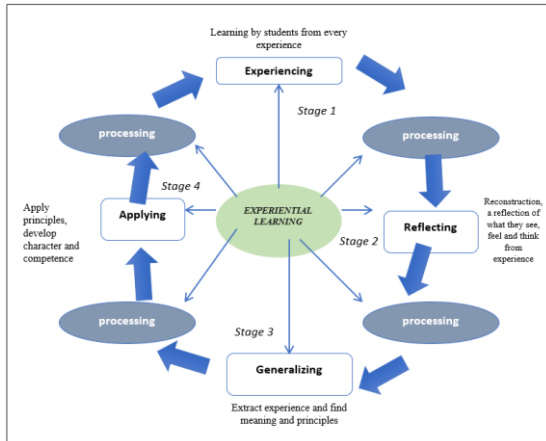 Learning by students from every
experience
Experiencing
Stage 1
processing
processing
Stage 4
Apply
principles,
develop
character and
competence
Applying
EXPERIENTIAL
LEARNING
Stage 2
Reflecting
Reconstruction,
a reflection of
what they see,
feel and think
from
experience
processing
processing
Stage 3
Generalizing
Extract experience and find
meaning and principles